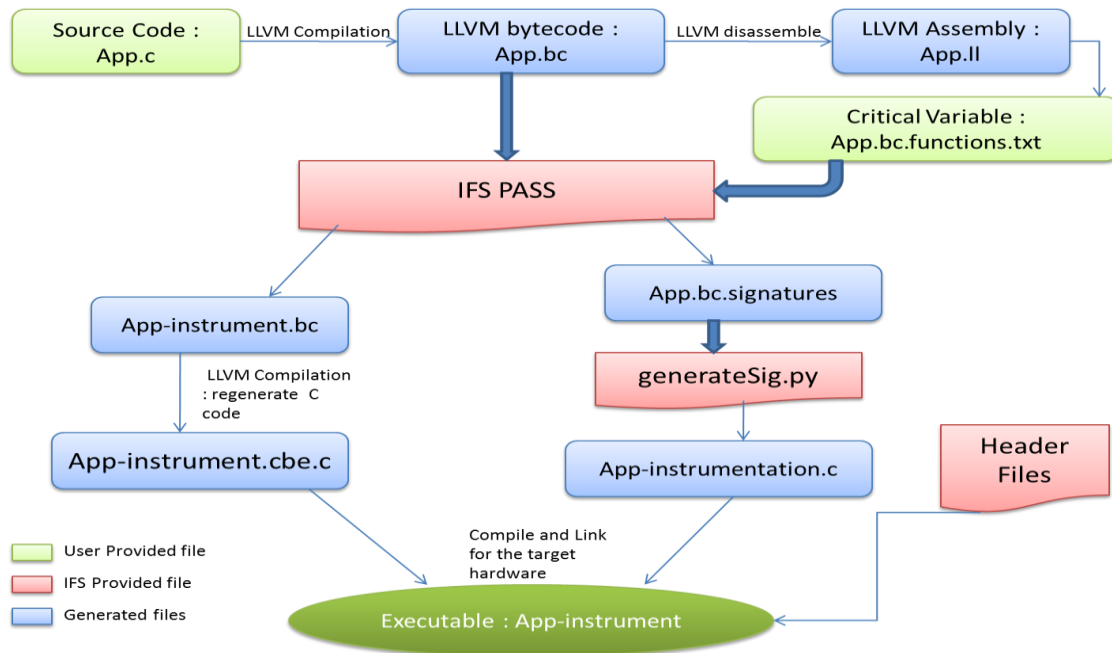 Source Code :
App.c
LLVM Compilation
LLVM bytecode :
App.bc
LLVM disassemble
LLVM Assembly :
App.ll
Critical Variable :
App.bc.functions.txt
IFS PASS
App-instrument.bc
App.bc.signatures
LLVM Compilation
: regenerate C
code
generateSig.py
App-instrument.cbe.c
App-instrumentation.c
Header
Files
Compile and Link
for the target
hardware
User Provided file
IFS Provided file
Generated files
Executable : App-instrument